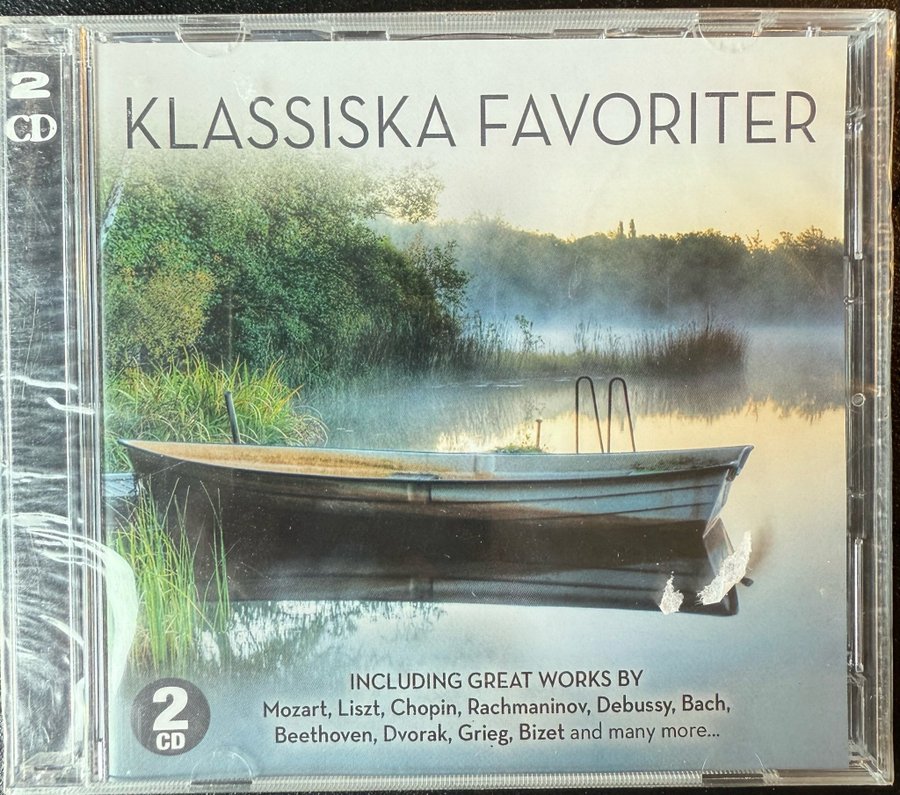 2
CD
KLASSISKA FAVORITER
INCLUDING GREAT WORKS BY
Mozart, Liszt, Chopin, Rachmaninov, Debussy, Bach,
Beethoven, Dvorak, Grieg, Bizet and many more...
2
CD